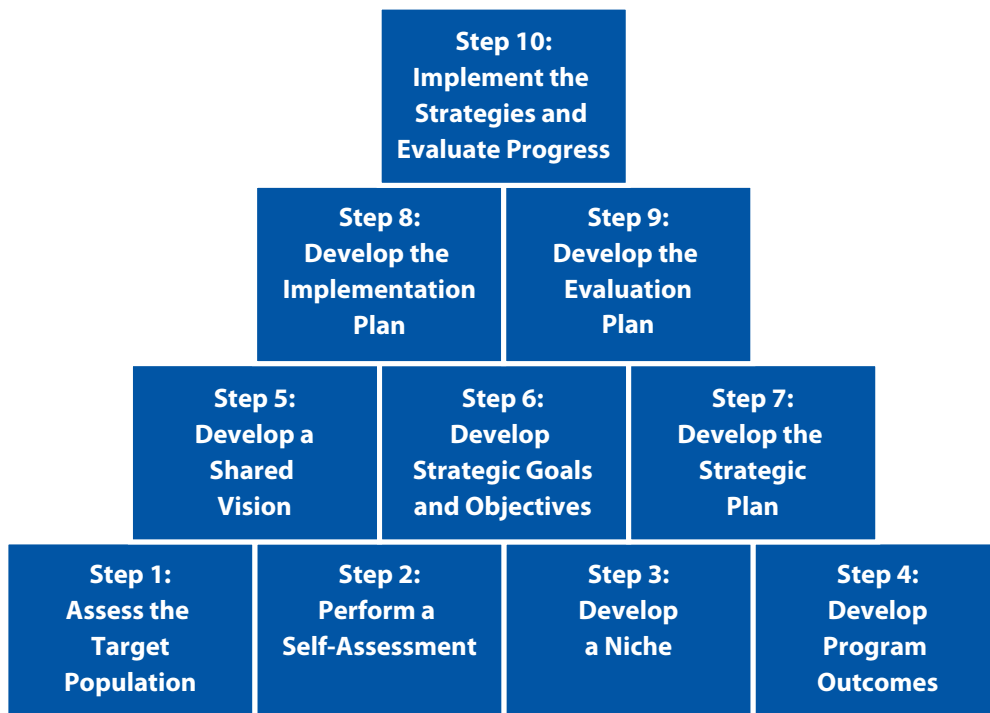 Step 10:
Implement the
Strategies and
Evaluate Progress
Step 8:
Develop the
Implementation
Plan
Step 9:
Develop the
Evaluation
Plan
Step 5:
Develop a
Shared
Vision
Step 6:
Develop
Strategic Goals
and Objectives
Step 7:
Develop the
Strategic
Plan
Step 1:
Assess the
Target
Population
Step 2:
Perform a
Self-Assessment
Step 3:
Develop
a Niche
Step 4:
Develop
Program
Outcomes